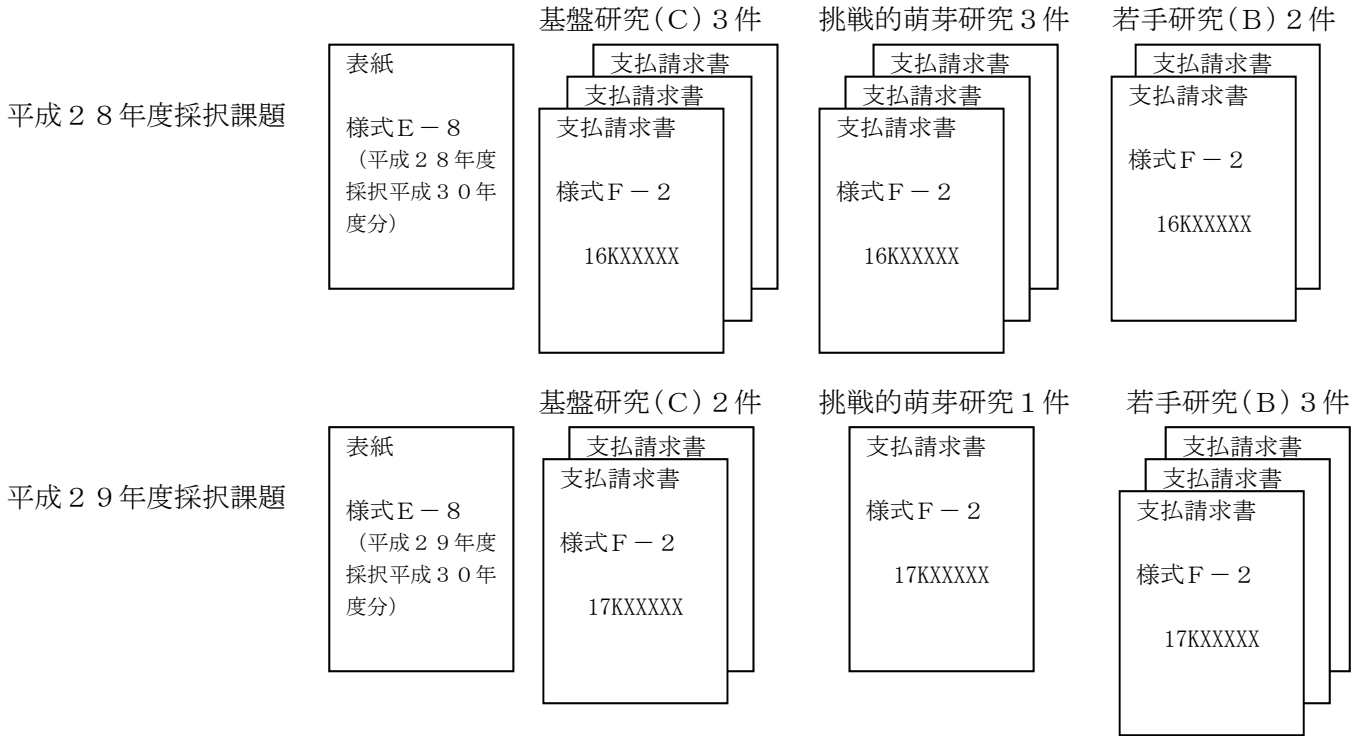 基盤研究(C)3件
挑戦的萌芽研究3件
若手研究(B)2件
平成28年度採択課題
表紙
様式E-8
(平成28年度
採択平成30年
度分)
支払請求書
支払請求書
支払請求書
様式F-2
16KXXXXX
支払請求書
支払請求書
支払請求書
様式F-2
16KXXXXX
支払請求書
支払請求書
様式F-2
16KXXXXX
基盤研究(C)2件
挑戦的萌芽研究1件
若手研究(B)3件
平成29年度採択課題
表紙
様式E-8
(平成29年度
採択平成30年
度分)
支払請求書
支払請求書
様式F-2
17KXXXXX
支払請求書
様式F-2
17KXXXXX
支払請求書
支払請求書
支払請求書
様式F-2
17KXXXXX